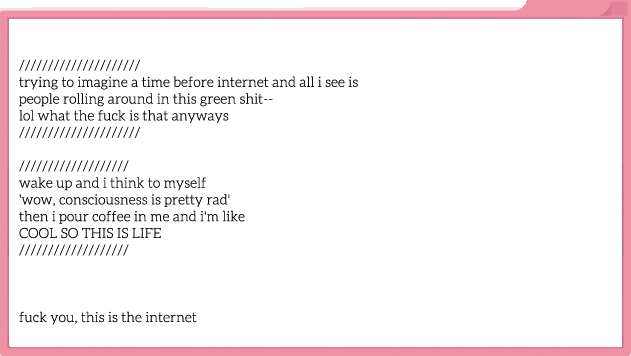 /////////////////////
trying to imagine a time before internet and all i see is
people rolling around in this green shit--
lol what the fuck is that anyways
/////////////////////
///////////////////
wake up and i think to myself
'wow, consciousness is pretty rad'
then i pour coffee in me and i'm like
COOL SO THIS IS LIFE
///////////////////
fuck you, this is the internet